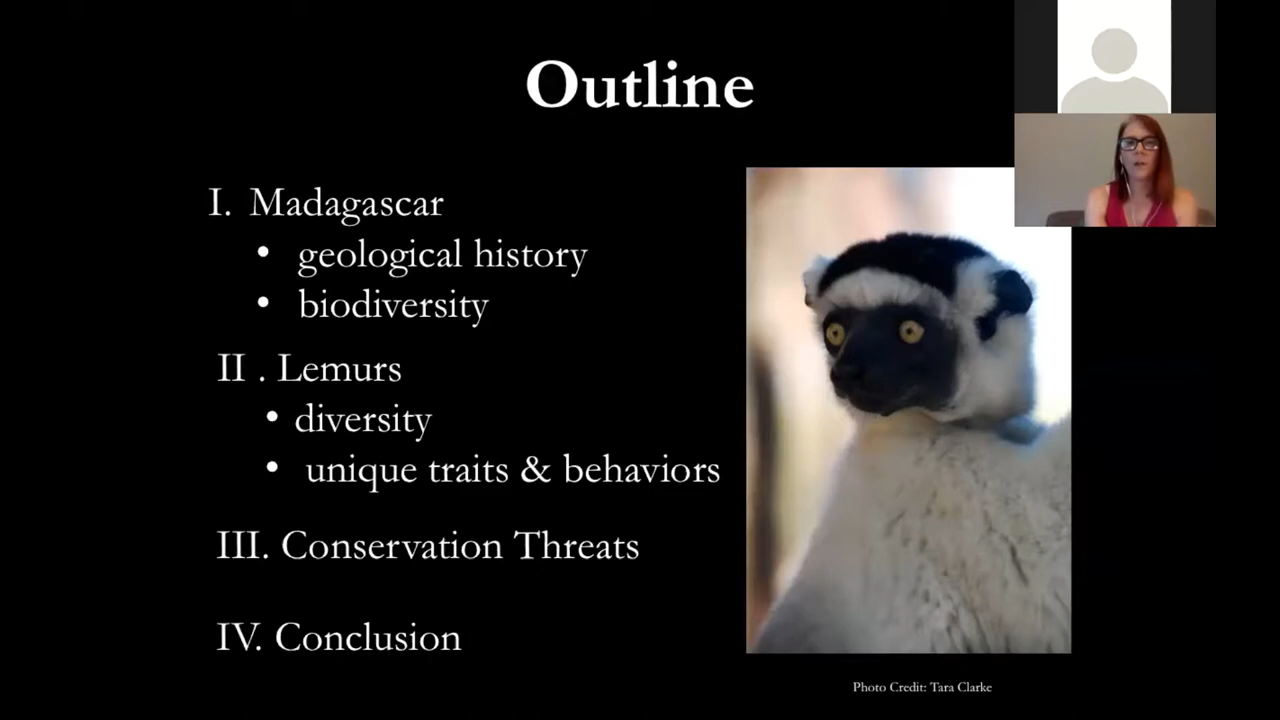 Outline
I. Madagascar
• geological history
• biodiversity
II . Lemurs
• diversity
• unique traits & behaviors
III. Conservation Threats
IV. Conclusion
Photo Credit: Tara Clarke